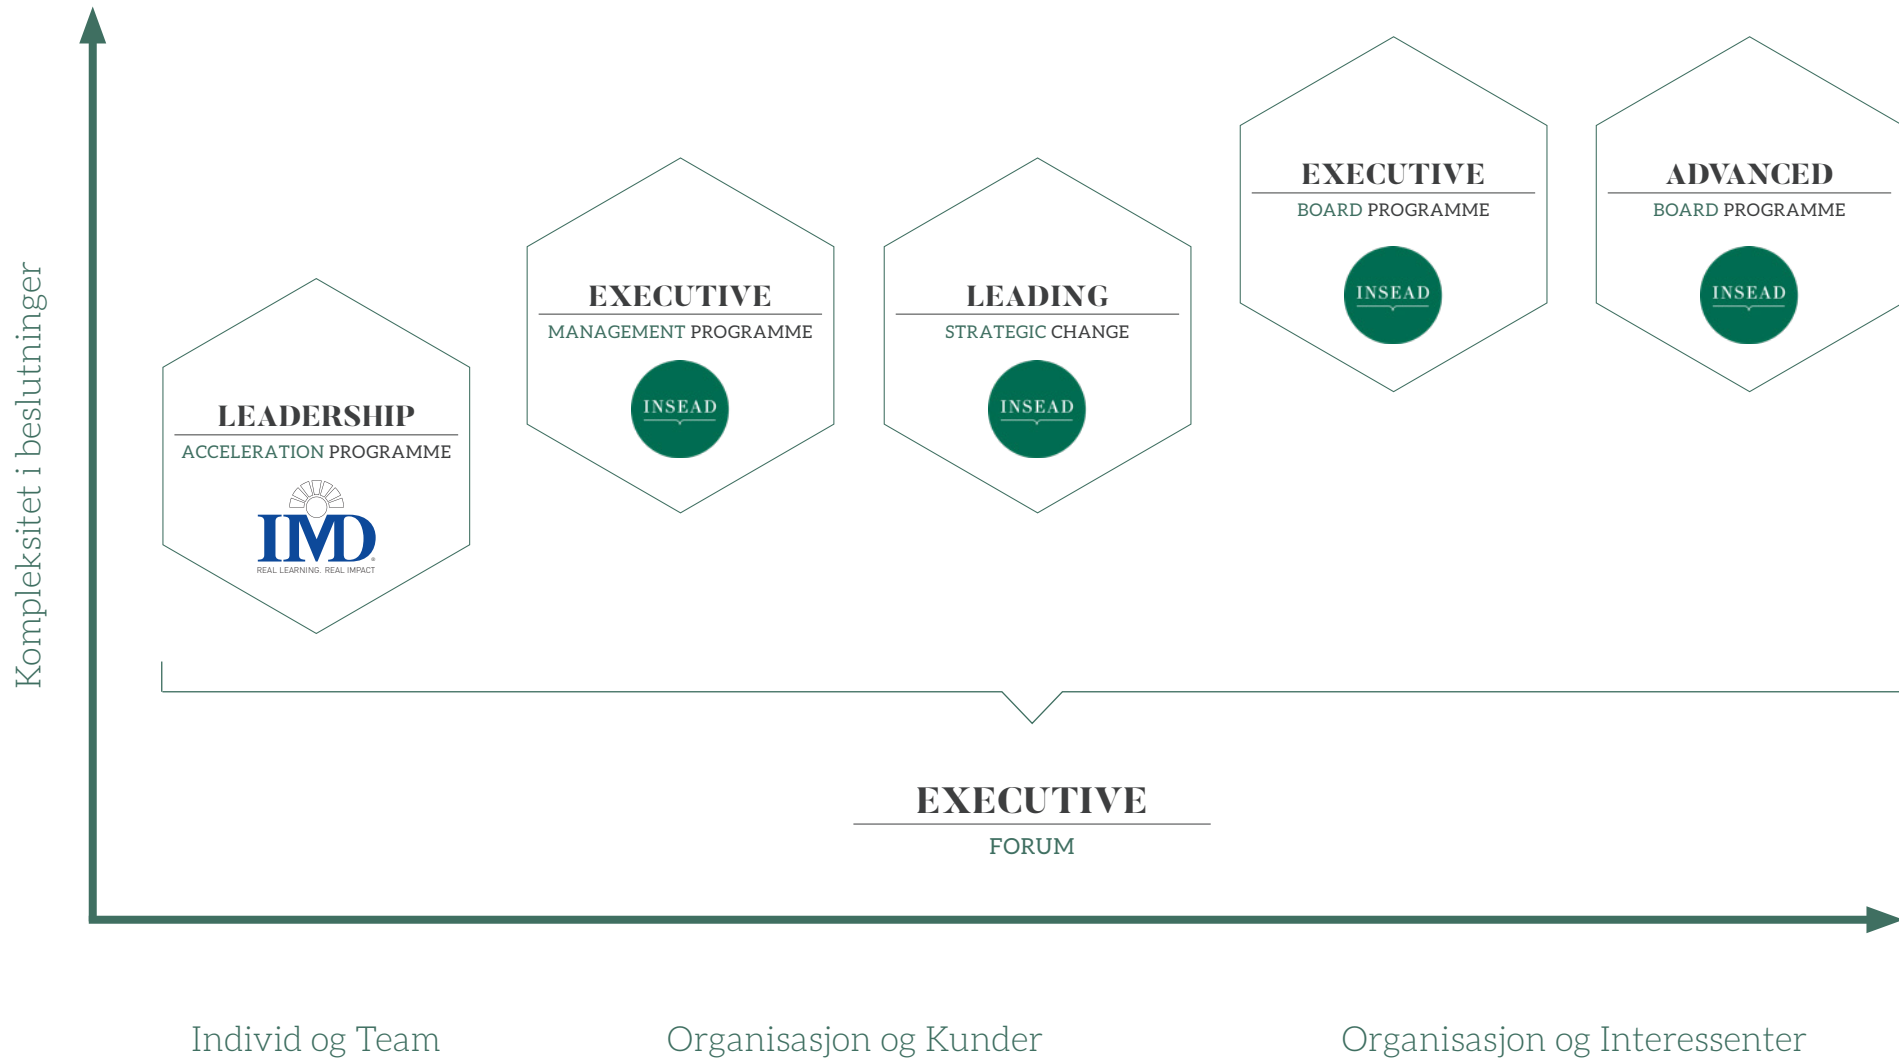 Kompleksitet i beslutninger
LEADERSHIP
ACCELERATION PROGRAMME
IMD
REAL LEARNING. REAL IMPACT
EXECUTIVE
MANAGEMENT PROGRAMME
INSEAD
LEADING
STRATEGIC CHANGE
INSEAD
EXECUTIVE
BOARD PROGRAMME
INSEAD
ADVANCED
BOARD PROGRAMME
INSEAD
EXECUTIVE
FORUM
Individ og Team
Organisasjon og Kunder
Organisasjon og Interessenter